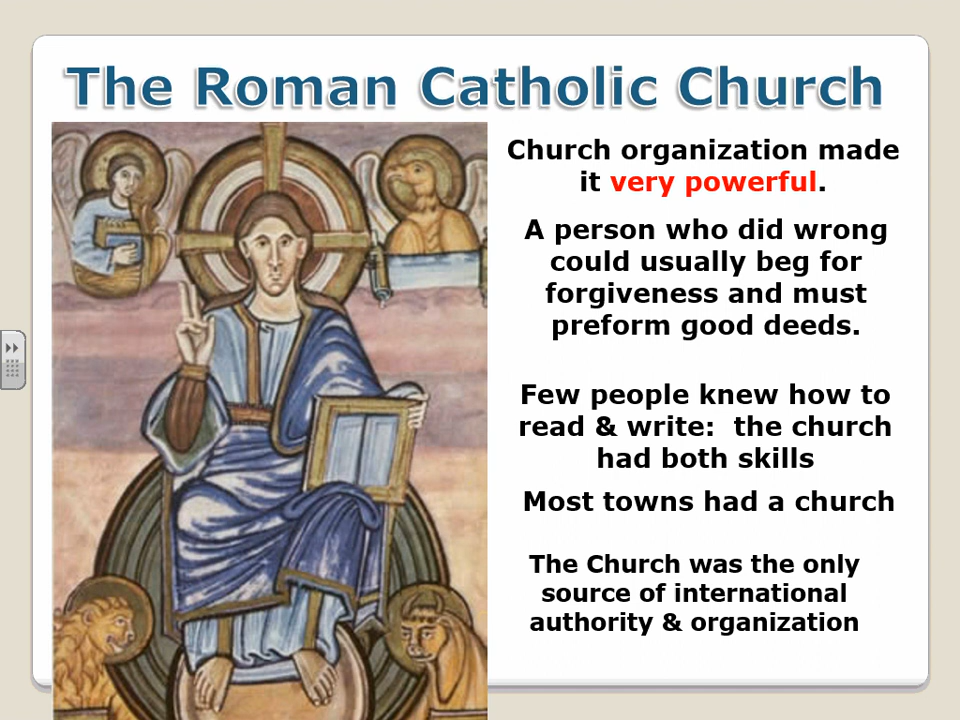 The Roman Catholic Church
Church organization made
it very powerful.
A person who did wrong
could usually beg for
forgiveness and must
preform good deeds.
Few people knew how to
read & write:  the church
had both skills
Most towns had a church
The Church was the only
source of international
authority & organization